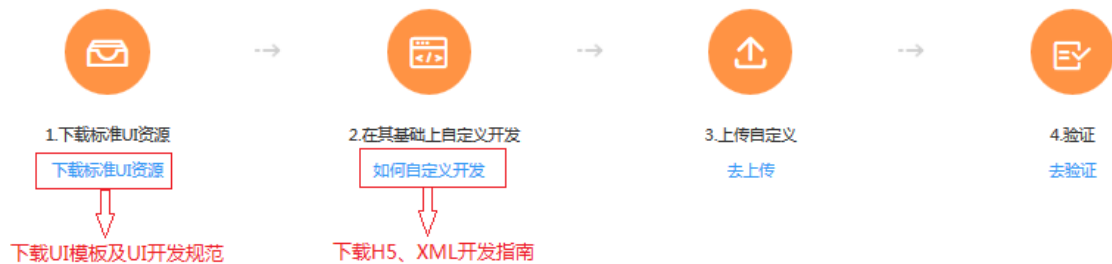 1.下载标准UI资源
2.在其基础上自定义开发
3.上传自定义
4.验证
下载标准UI资源
如何自定义开发
去上传
去验证
下载UI模板及UI开发规范
下载H5、XML开发指南